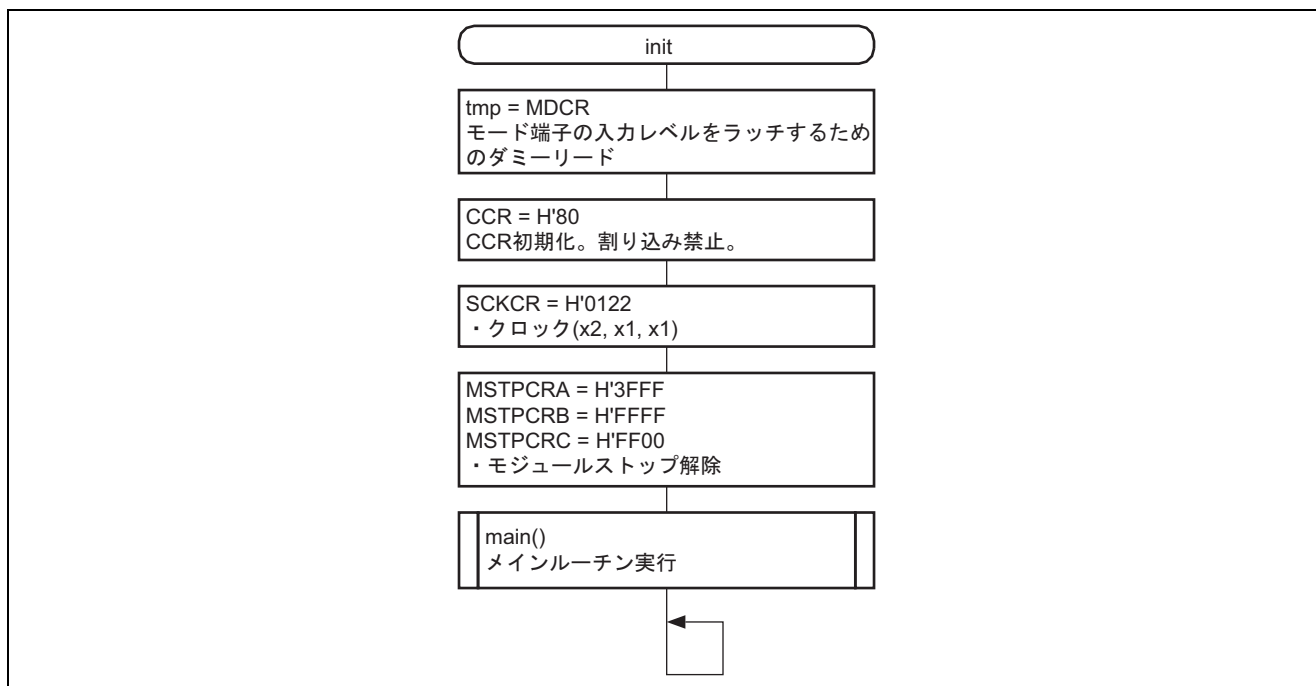 init
tmp = MDCR
モード端子の入力レベルをラッチするため
のダミーリード
CCR = H'80
CCR初期化。割り込み禁止。
SCKCR = H'0122
・クロック(x2, x1, x1)
MSTPCRA = H'3FFF
MSTPCRB = H'FFFF
MSTPCRC = H'FF00
・モジュールストップ解除
main()
メインルーチン実行